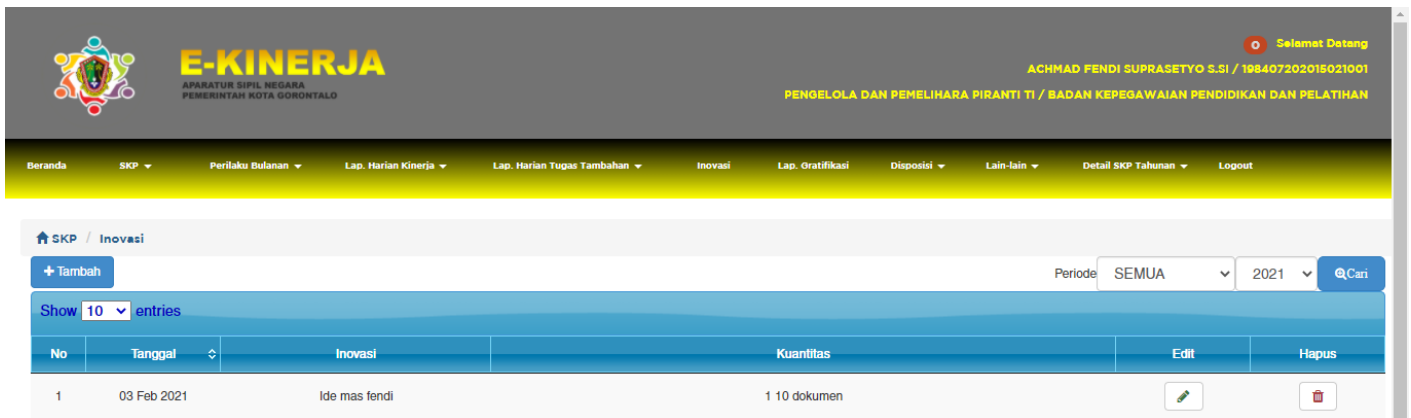 E-KINERJA
APARATUR SIPIL NEGARA
PEMERINTAH KOTA GORONTALO
0 Selamat Datang
ACHMAD FENDI SUPRASETYO S.SI / 198407202015021001
PENGELOLA DAN PEMELIHARA PIRANTI TI / BADAN KEPEGAWAIAN PENDIDIKAN DAN PELATIHAN
Beranda SKP Perilaku Bulanan Lap. Harian Kinerja Lap. Harian Tugas Tambahan Inovasi Lap. Gratifikasi Disposisi Lain-lain Detail SKP Tahunan Logout
SKP / Inovasi
+ Tambah Periode SEMUA 2021 Cari
Show 10 entries
No Tanggal Inovasi Kuantitas Edit Hapus
1 03 Feb 2021 Ide mas fendi 1 10 dokumen